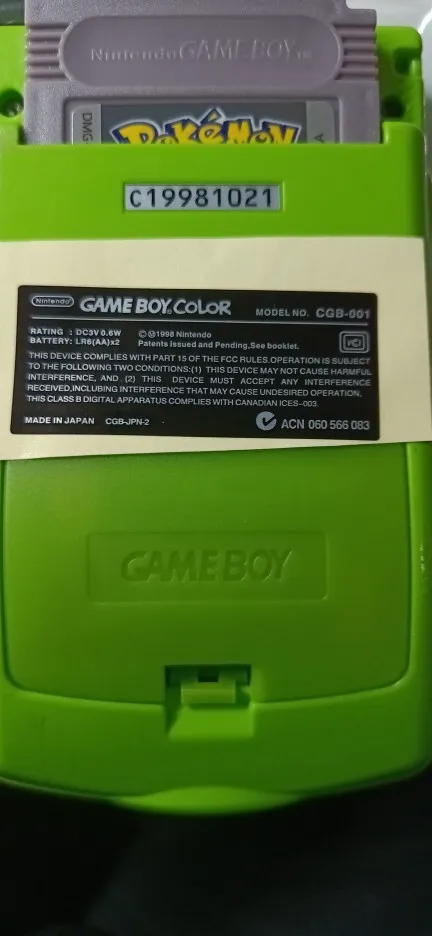 Nintendo GAME BOY TM
DMG
POKéMON
A
C19981021
Nintendo GAME BOY COLOR MODEL NO. CGB-001
RATING : DC3V 0.6W © Ⓜ 1998 Nintendo
BATTERY: LR6(AA)x2 Patents issued and Pending,See booklet.
THIS DEVICE COMPLIES WITH PART 15 OF THE FCC RULES.OPERATION IS SUBJECT
TO THE FOLLOWING TWO CONDITIONS:(1) THIS DEVICE MAY NOT CAUSE HARMFUL
INTERFERENCE, AND (2) THIS DEVICE MUST ACCEPT ANY INTERFERENCE
RECEIVED,INCLUDING INTERFERENCE THAT MAY CAUSE UNDESIRED OPERATION,
THIS CLASS B DIGITAL APPARATUS COMPLIES WITH CANADIAN ICES-003.
MADE IN JAPAN CGB-JPN-2 ACN 060 566 083
GAME BOY